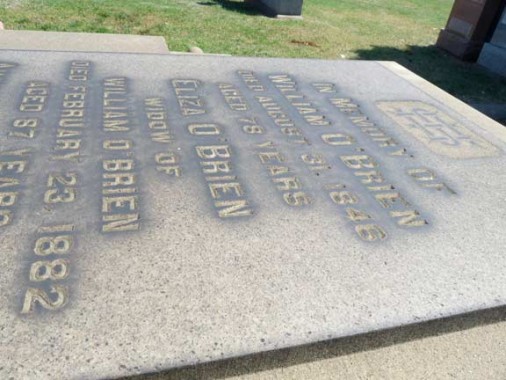 IN MEMORY OF
WILLIAM O'BRIEN
DIED AUGUST 31, 1846
AGED 78 YEARS
ELIZA O'BRIEN
WIDOW OF
WILLIAM O'BRIEN
DIED FEBRUARY 23 1882
AGED 87 YEARS